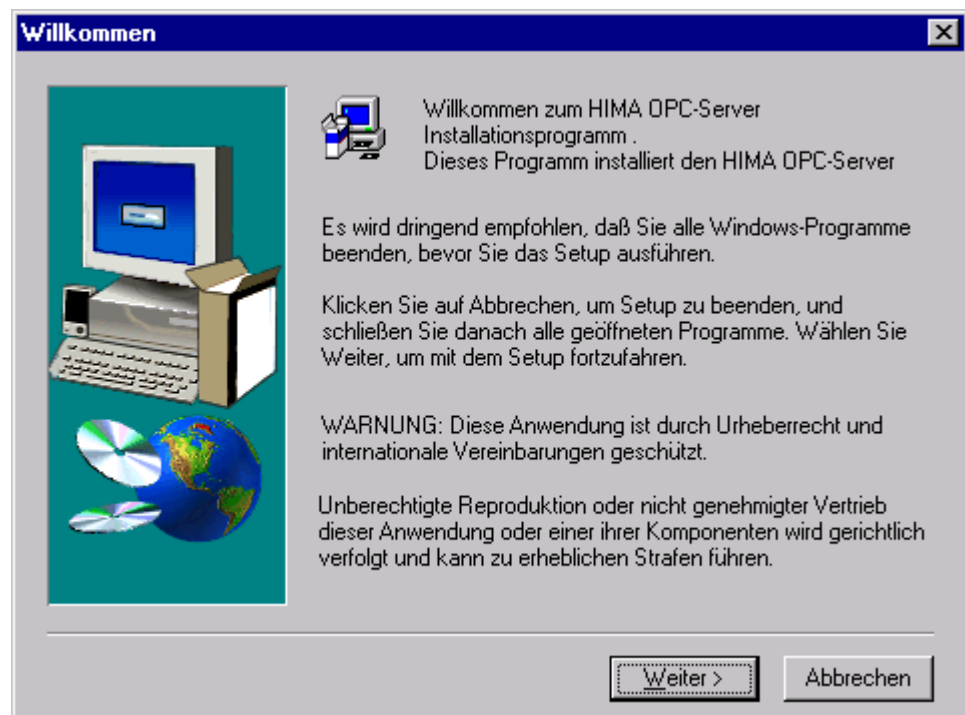 Willkommen
Willkommen zum HIMA OPC-Server
Installationsprogramm .
Dieses Programm installiert den HIMA OPC-Server
Es wird dringend empfohlen, daß Sie alle Windows-Programme
beenden, bevor Sie das Setup ausführen.
Klicken Sie auf Abbrechen, um Setup zu beenden, und
schließen Sie danach alle geöffneten Programme. Wählen Sie
Weiter, um mit dem Setup fortzufahren.
WARNUNG: Diese Anwendung ist durch Urheberrecht und
internationale Vereinbarungen geschützt.
Unberechtigte Reproduktion oder nicht genehmigter Vertrieb
dieser Anwendung oder einer ihrer Komponenten wird gerichtlich
verfolgt und kann zu erheblichen Strafen führen.
Weiter > Abbrechen